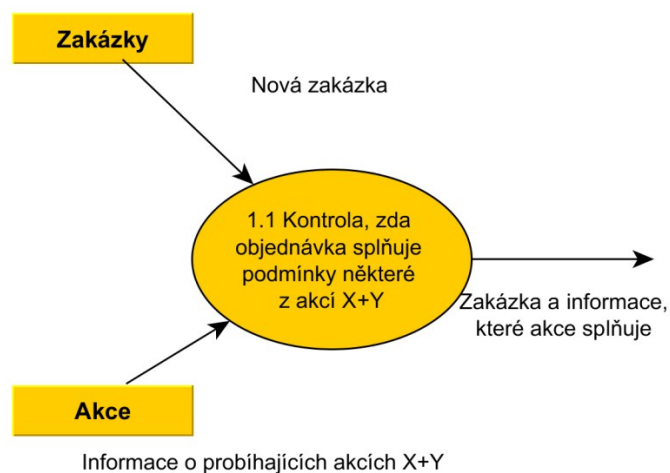 Zakázky
Nová zakázka
1.1 Kontrola, zda
objednávka splňuje
podmínky některé
z akcí X+Y
Zakázka a informace,
které akce splňuje
Akce
Informace o probíhajících akcích X+Y